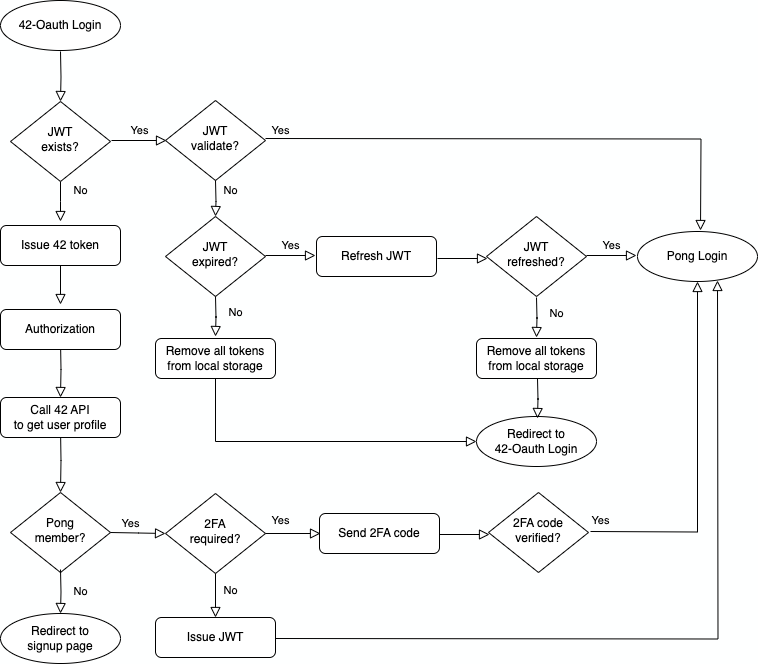 42-Oauth Login
JWT
exists?
Yes
JWT
validate?
Yes
No
No
Issue 42 token
JWT
expired?
Yes
Refresh JWT
JWT
refreshed?
Yes
Pong Login
No
No
Authorization
Remove all tokens
from local storage
Remove all tokens
from local storage
Call 42 API
to get user profile
Redirect to
42-Oauth Login
Pong
member?
Yes
2FA
required?
Yes
Send 2FA code
2FA code
verified?
Yes
No
No
Redirect to
signup page
Issue JWT